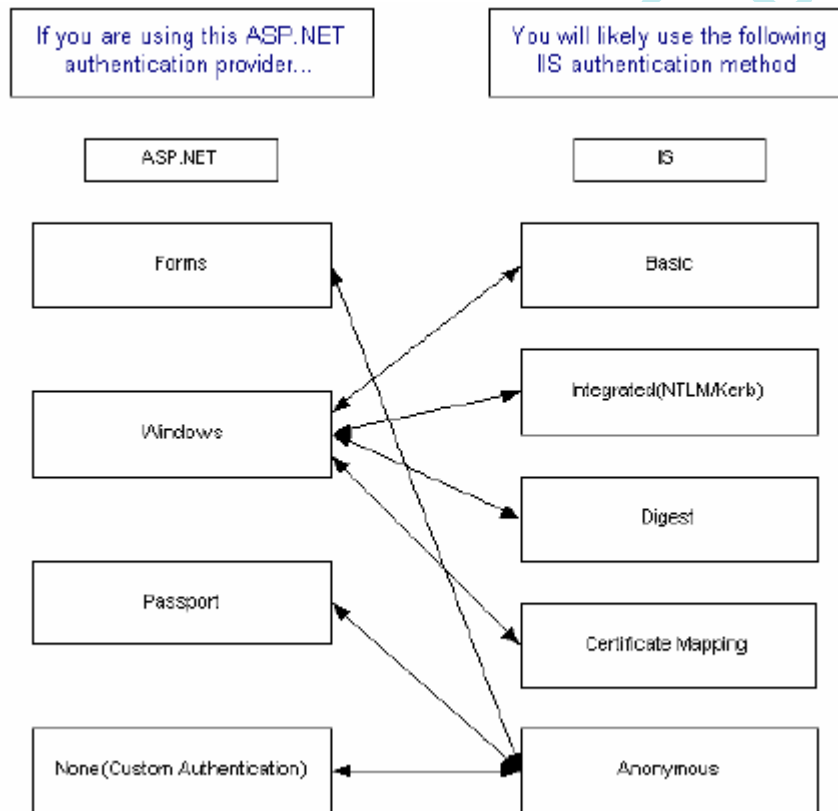 If you are using this ASP.NET
authentication provider...
You will likely use the following
IIS authentication method
ASP.NET
IIS
Forms
Basic
Integrated(NTLM/Kerb)
Windows
Digest
Passport
Certificate Mapping
None(Custom Authentication)
Anonymous